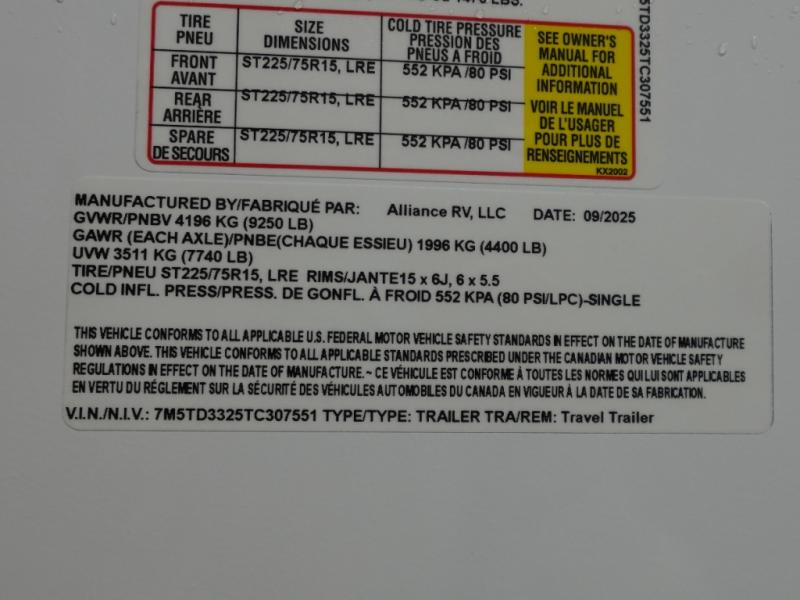 1470 LBS.
TIRE PNEU SIZE DIMENSIONS COLD TIRE PRESSURE PRESSION DES PNEUS A FROID
FRONT AVANT ST225/75R15, LRE 552 KPA /80 PSI
REAR ARRIÈRE ST225/75R15, LRE 552 KPA /80 PSI
SPARE DE SECOURS ST225/75R15, LRE 552 KPA /80 PSI
SEE OWNER'S
MANUAL FOR
ADDITIONAL
INFORMATION
VOIR LE MANUEL
DE L'USAGER
POUR PLUS DE
RENSEIGNEMENTS
KX2002
5TD3325TC307551
MANUFACTURED BY/FABRIQUÉ PAR: Alliance RV, LLC DATE: 09/2025
GVWR/PNBV 4196 KG (9250 LB)
GAWR (EACH AXLE)/PNBE(CHAQUE ESSIEU) 1996 KG (4400 LB)
UVW 3511 KG (7740 LB)
TIRE/PNEU ST225/75R15, LRE RIMS/JANTE15 x 6J, 6 x 5.5
COLD INFL. PRESS/PRESS. DE GONFL. À FROID 552 KPA (80 PSI/LPC)-SINGLE
THIS VEHICLE CONFORMS TO ALL APPLICABLE U.S. FEDERAL MOTOR VEHICLE SAFETY STANDARDS IN EFFECT ON THE DATE OF MANUFACTURE
SHOWN ABOVE. THIS VEHICLE CONFORMS TO ALL APPLICABLE STANDARDS PRESCRIBED UNDER THE CANADIAN MOTOR VEHICLE SAFETY
REGULATIONS IN EFFECT ON THE DATE OF MANUFACTURE.~ CE VÉHICULE EST CONFORME À TOUTES LES NORMES QUI LUI SONT APPLICABLES
EN VERTU DU RÉGLEMENT SUR LA SÉCURITÉ DES VÉHICULES AUTOMOBILES DU CANADA EN VIGUEUR À LA DATE DE SA FABRICATION.
V.I.N./N.I.V.: 7M5TD3325TC307551 TYPE/TYPE: TRAILER TRA/REM: Travel Trailer